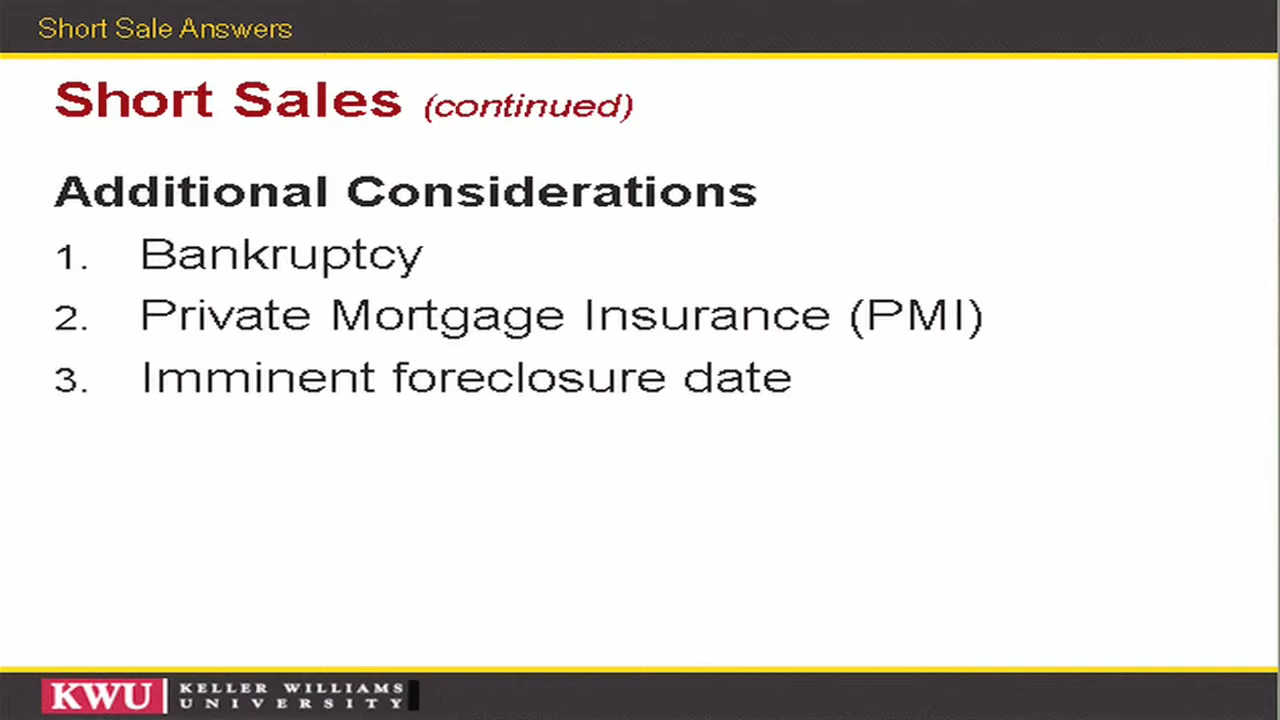 Short Sale Answers
Short Sales (continued)
Additional Considerations
1. Bankruptcy
2. Private Mortgage Insurance (PMI)
3. Imminent foreclosure date
KWU KELLER WILLIAMS
UNIVERSITY